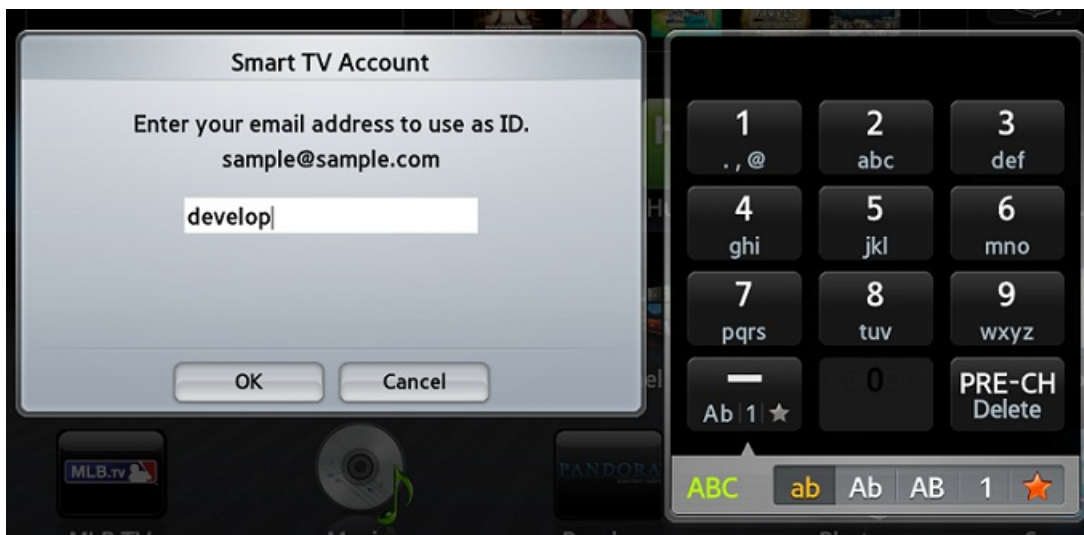 Smart TV Account
Enter your email address to use as ID.
sample@sample.com
develop
OK
Cancel
1
. , @
2
abc
3
def
4
ghi
5
jkl
6
mno
7
pqrs
8
tuv
9
wxyz
Ab 1 ★
0
PRE-CH
Delete
ABC ab Ab AB 1
MLB.TV
PANDORA
MLB.TV